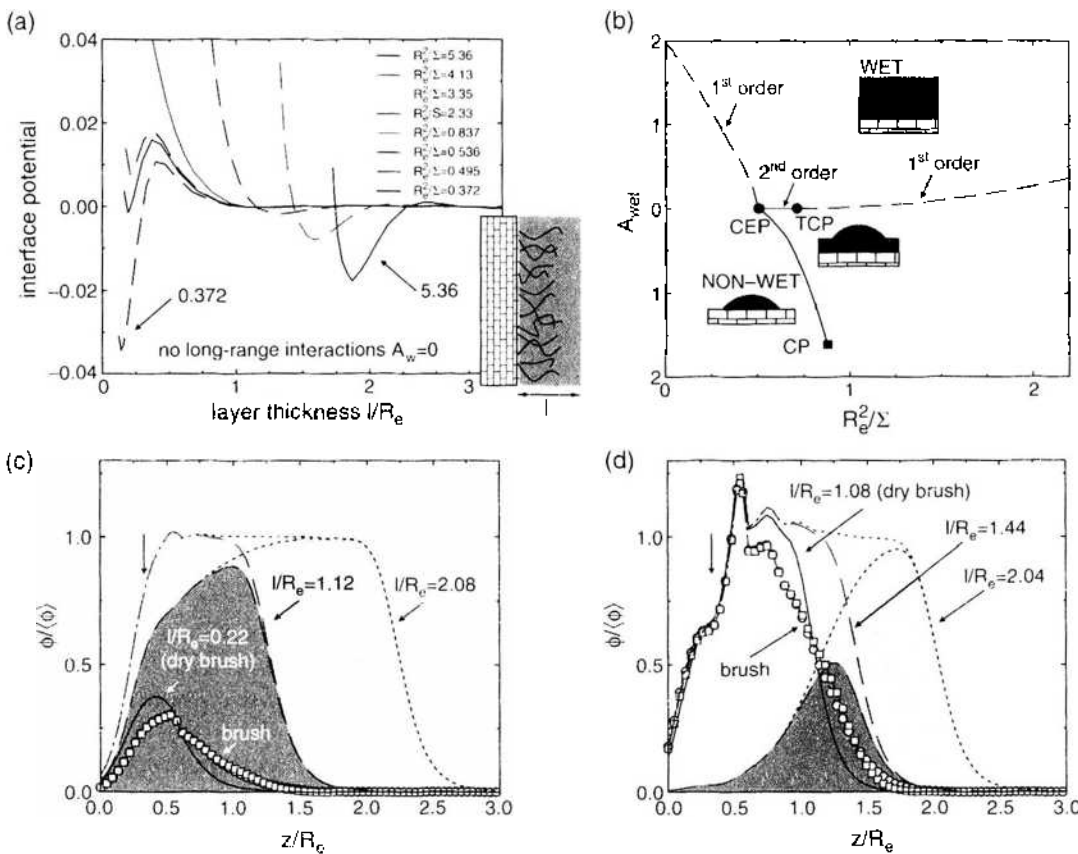 (a)
0.04
0.02
0.00
−0.02
−0.04
interface potential
R_e^2/Σ=5.36
R_e^2/Σ=4.13
R_e^2/Σ=3.35
R_e^2/S=2.33
R_e^2/Σ=0.837
R_e^2/Σ=0.536
R_e^2/Σ=0.495
R_e^2/Σ=0.372
0.372
5.36
no long-range interactions A_w=0
0 1 2 3
layer thickness l/R_e
l
(b)
2
1
0
1
2
A_wet
WET
1st order
2nd order
1st order
CEP
TCP
NON−WET
CP
0 1 2
R_e^2/Σ
(c)
1.0
0.5
0.0
ϕ/⟨ϕ⟩
l/R_e=2.08
l/R_e=1.12
l/R_e=0.22
(dry brush)
brush
0.0 0.5 1.0 1.5 2.0 2.5 3.0
z/R_e
(d)
1.0
0.5
0.0
ϕ/⟨ϕ⟩
l/R_e=1.08 (dry brush)
l/R_e=1.44
l/R_e=2.04
brush
0.0 0.5 1.0 1.5 2.0 2.5 3.0
z/R_e